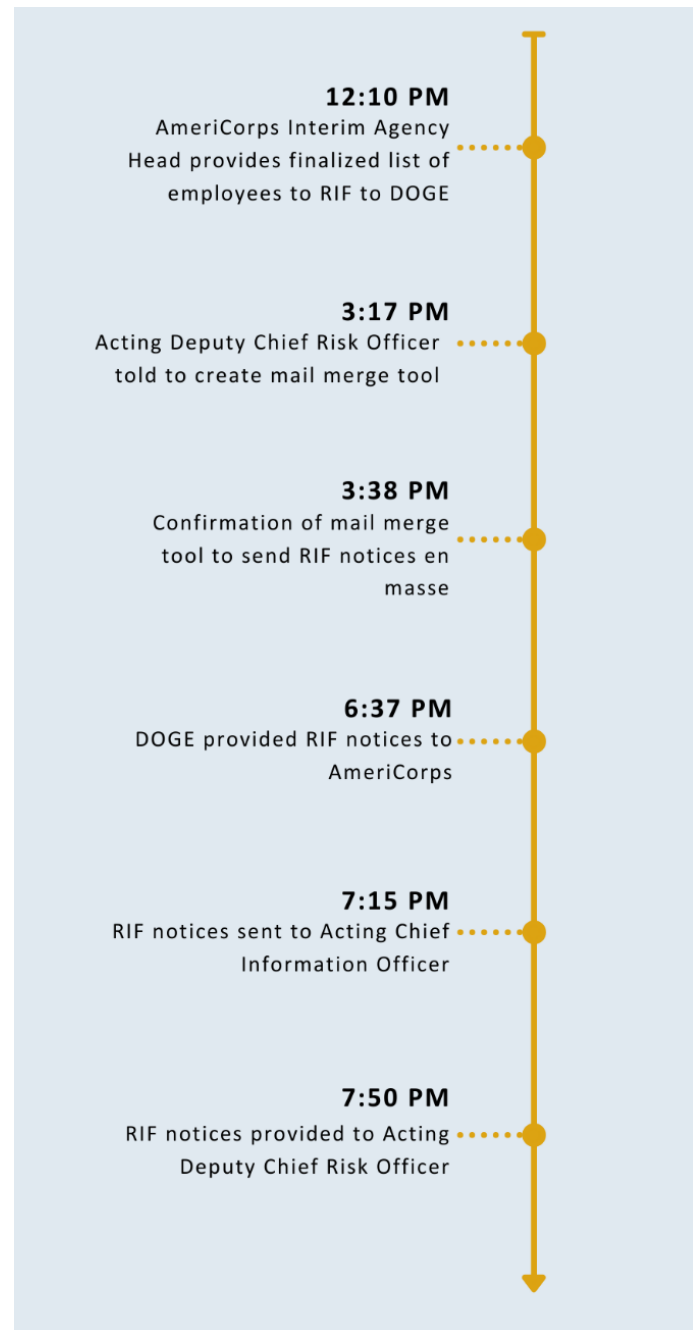 12:10 PM
AmeriCorps Interim Agency
Head provides finalized list of
employees to RIF to DOGE
3:17 PM
Acting Deputy Chief Risk Officer
told to create mail merge tool
3:38 PM
Confirmation of mail merge
tool to send RIF notices en
masse
6:37 PM
DOGE provided RIF notices to
AmeriCorps
7:15 PM
RIF notices sent to Acting Chief
Information Officer
7:50 PM
RIF notices provided to Acting
Deputy Chief Risk Officer